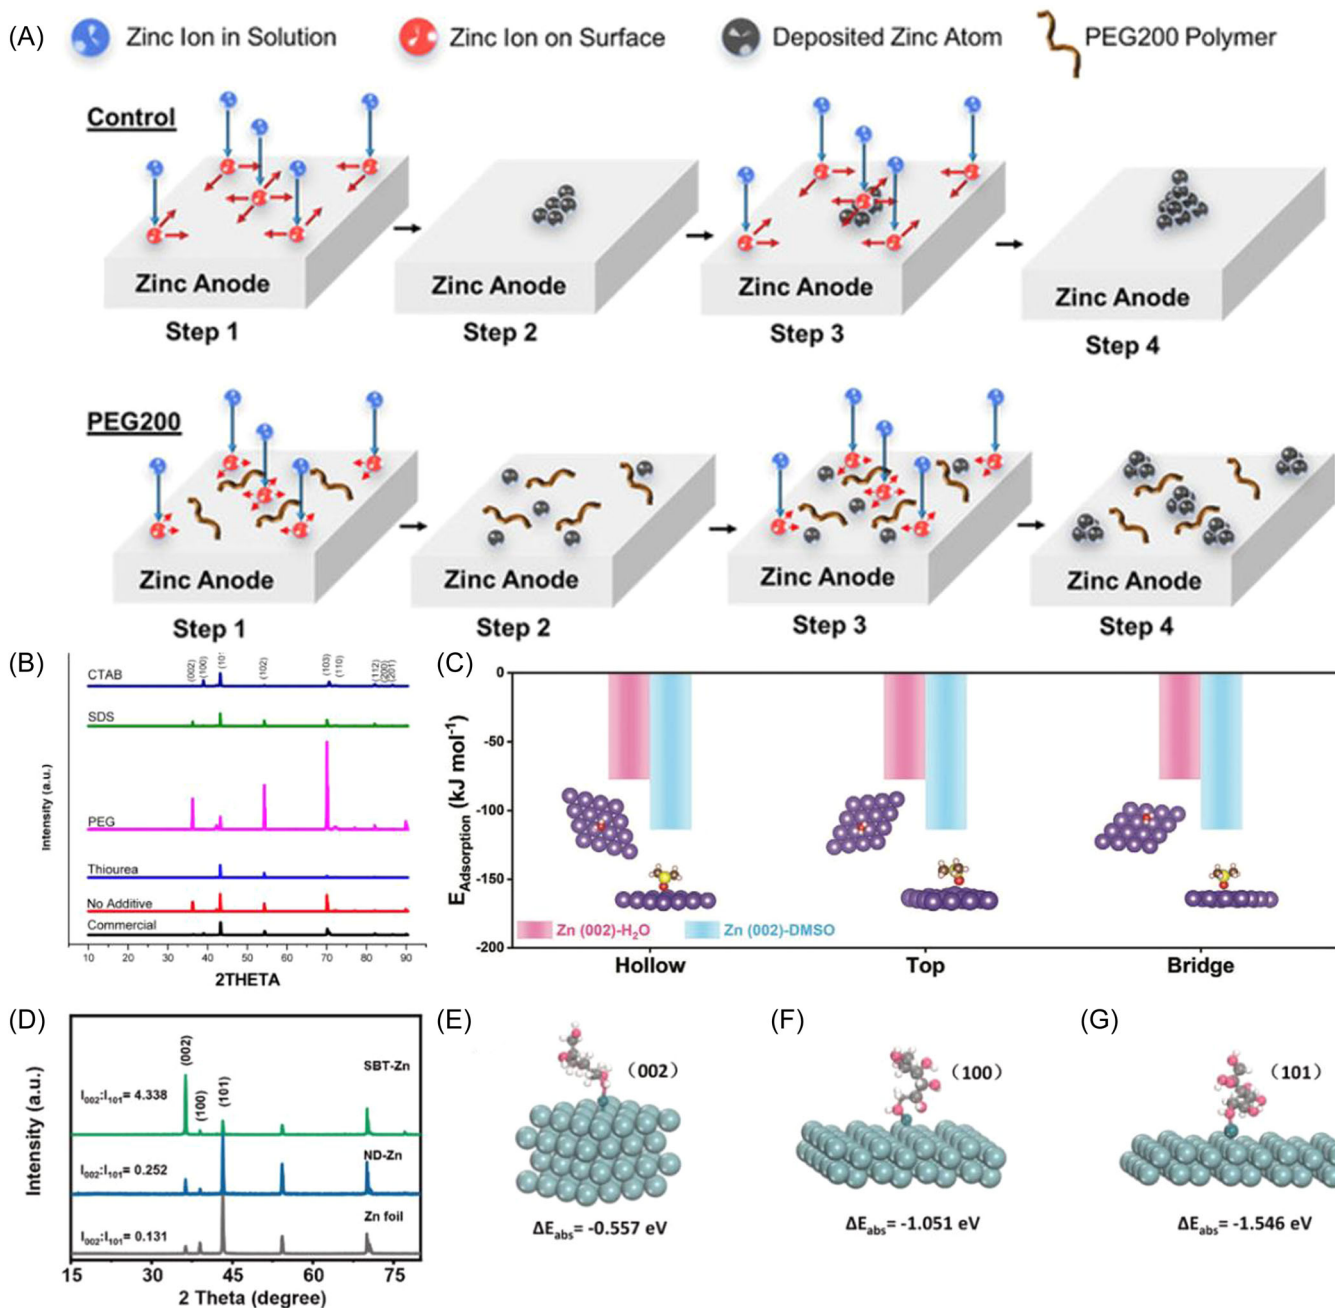 (A)
Zinc Ion in Solution
Zinc Ion on Surface
Deposited Zinc Atom
PEG200 Polymer
Control
Zinc Anode
Zinc Anode
Zinc Anode
Zinc Anode
Step 1
Step 2
Step 3
Step 4
PEG200
Zinc Anode
Zinc Anode
Zinc Anode
Zinc Anode
Step 1
Step 2
Step 3
Step 4
(B)
Intensity (a.u.)
(002)
(100)
(102)
(103)
(110)
(112)
(200)
(201)
CTAB
SDS
PEG
Thiourea
No Additive
Commercial
10 20 30 40 50 60 70 80 90
2THETA
(C)
E_Adsorption (kJ mol⁻¹)
0
-50
-100
-150
-200
Zn (002)-H₂O
Zn (002)-DMSO
Hollow
Top
Bridge
(D)
Intensity (a.u.)
(002)
(100)
(101)
SBT-Zn
I₀₀₂:I₁₀₁= 4.338
ND-Zn
I₀₀₂:I₁₀₁= 0.252
Zn foil
I₀₀₂:I₁₀₁= 0.131
15 30 45 60 75
2 Theta (degree)
(E)
(002)
ΔE_abs= -0.557 eV
(F)
(100)
ΔE_abs= -1.051 eV
(G)
(101)
ΔE_abs= -1.546 eV